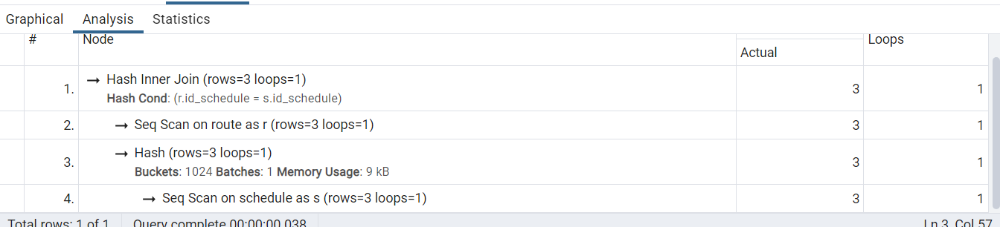 Graphical Analysis Statistics
# Node Loops
Actual
1. → Hash Inner Join (rows=3 loops=1) 3 1
Hash Cond: (r.id_schedule = s.id_schedule)
2. → Seq Scan on route as r (rows=3 loops=1) 3 1
3. → Hash (rows=3 loops=1) 3 1
Buckets: 1024 Batches: 1 Memory Usage: 9 kB
4. → Seq Scan on schedule as s (rows=3 loops=1) 3 1
Total rows: 1 of 1 Query complete 00:00:00.038 Ln 3, Col 57